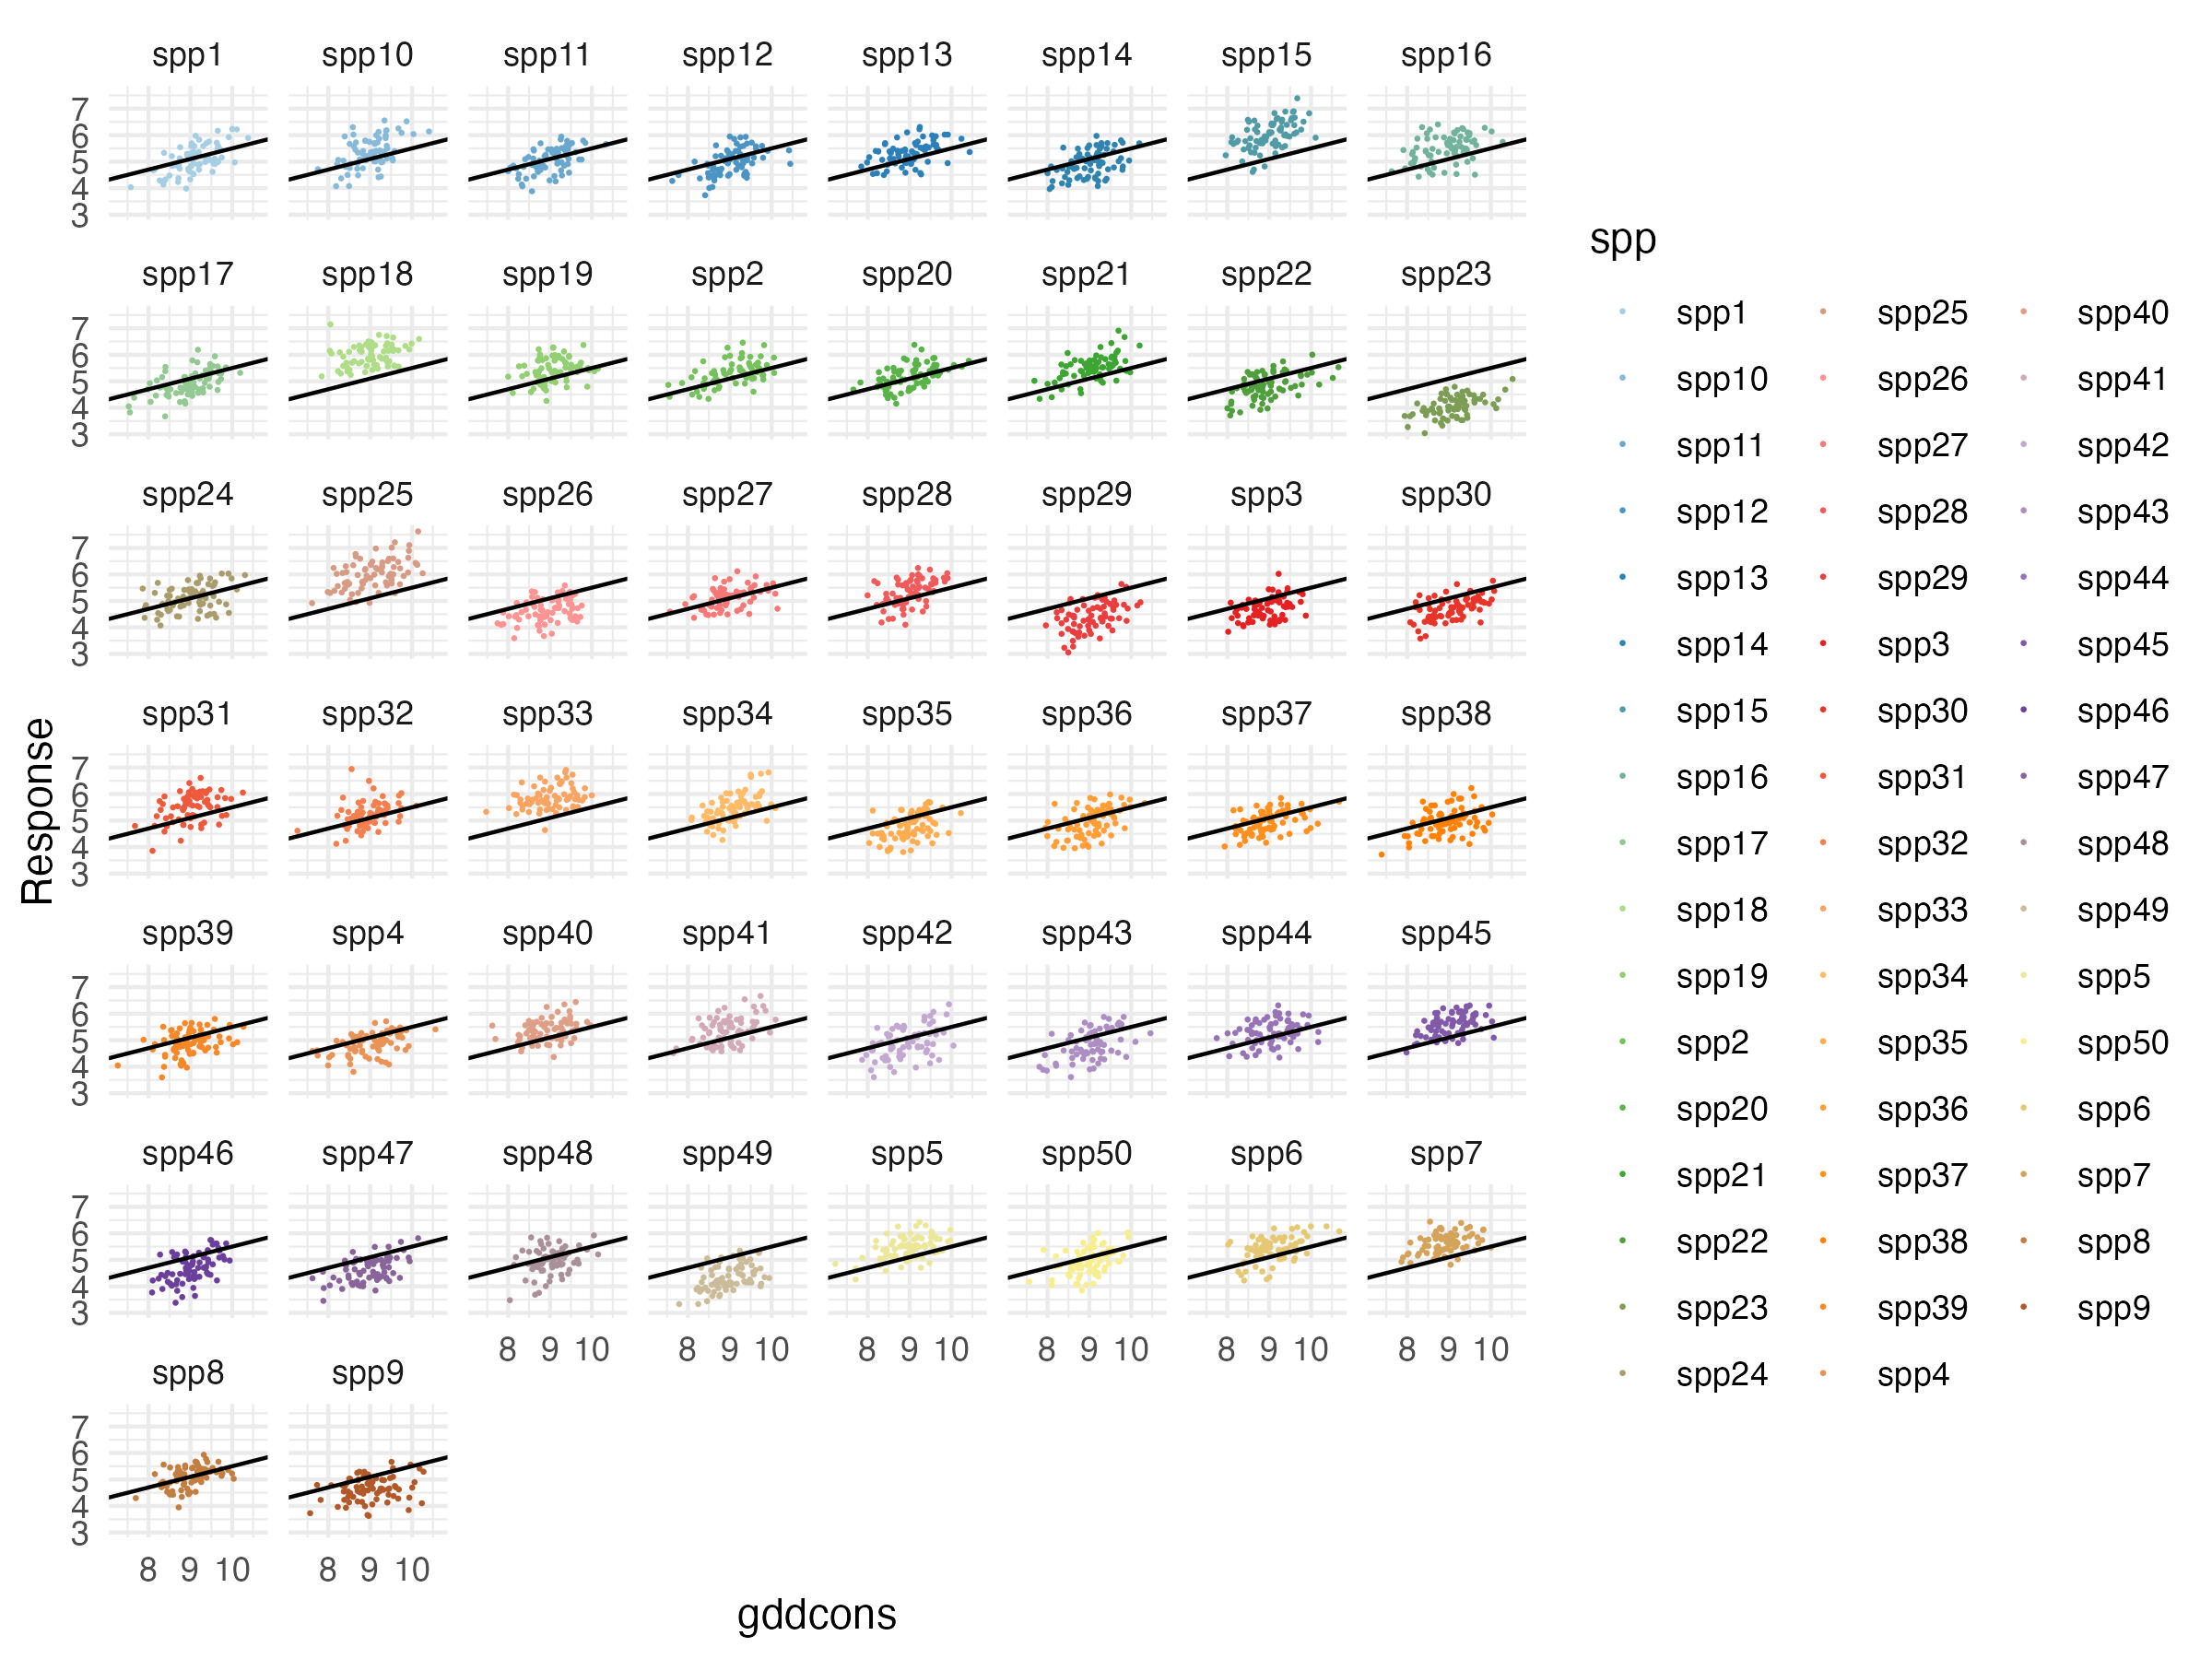 spp1 spp10 spp11 spp12 spp13 spp14 spp15 spp16
7
6
5
4
3
spp17 spp18 spp19 spp2 spp20 spp21 spp22 spp23
7
6
5
4
3
spp24 spp25 spp26 spp27 spp28 spp29 spp3 spp30
7
6
5
4
3
spp31 spp32 spp33 spp34 spp35 spp36 spp37 spp38
7
6
5
4
3
spp39 spp4 spp40 spp41 spp42 spp43 spp44 spp45
7
6
5
4
3
spp46 spp47 spp48 spp49 spp5 spp50 spp6 spp7
7
6
5
4
3
8 9 10 8 9 10 8 9 10 8 9 10 8 9 10 8 9 10
spp8 spp9
7
6
5
4
3
8 9 10 8 9 10
Response
gddcons
spp
spp1 spp25 spp40
spp10 spp26 spp41
spp11 spp27 spp42
spp12 spp28 spp43
spp13 spp29 spp44
spp14 spp3 spp45
spp15 spp30 spp46
spp16 spp31 spp47
spp17 spp32 spp48
spp18 spp33 spp49
spp19 spp34 spp5
spp2 spp35 spp50
spp20 spp36 spp6
spp21 spp37 spp7
spp22 spp38 spp8
spp23 spp39 spp9
spp24 spp4